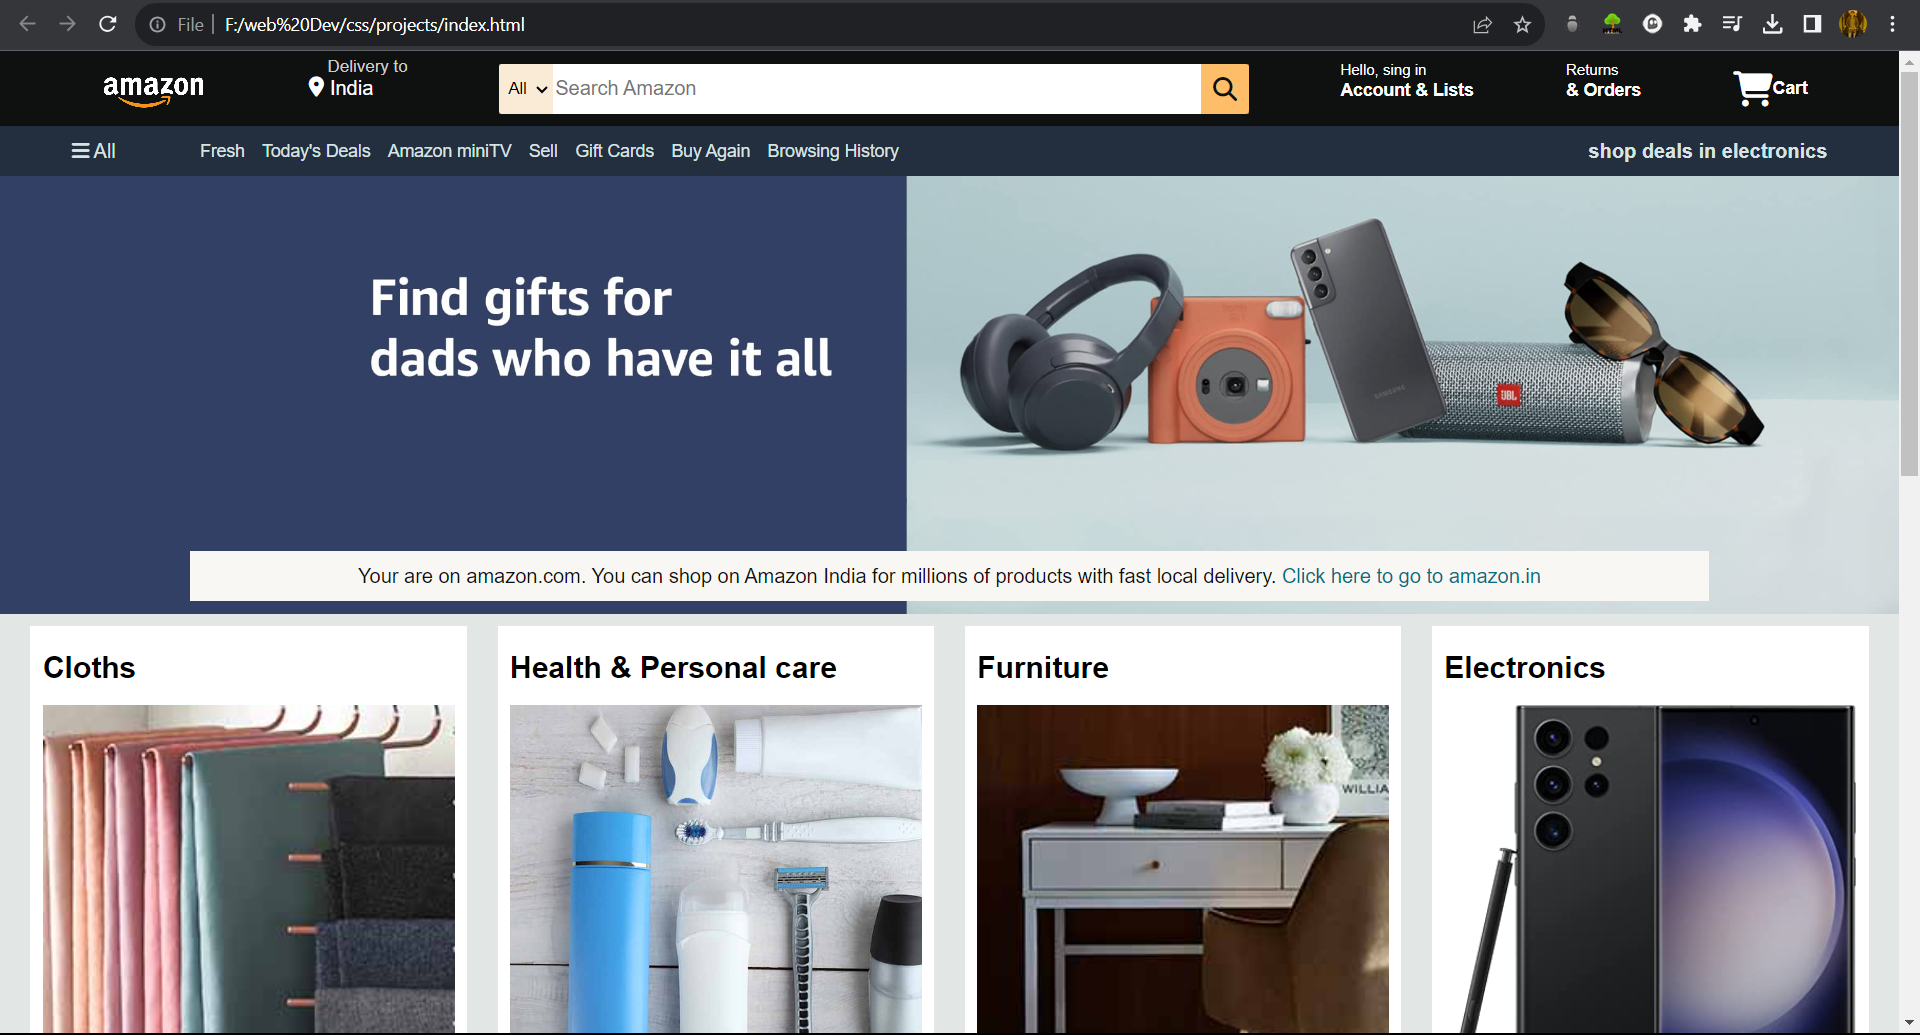 File
F:/web%20Dev/css/projects/index.html
amazon
Delivery to
India
All
Search Amazon
Hello, sing in
Account & Lists
Returns
& Orders
Cart
All
Fresh Today's Deals Amazon miniTV Sell Gift Cards Buy Again Browsing History
shop deals in electronics
Find gifts for
dads who have it all
SAMSUNG
JBL
Your are on amazon.com. You can shop on Amazon India for millions of products with fast local delivery. Click here to go to amazon.in
Cloths
Health & Personal care
Furniture
Electronics
WILLIA